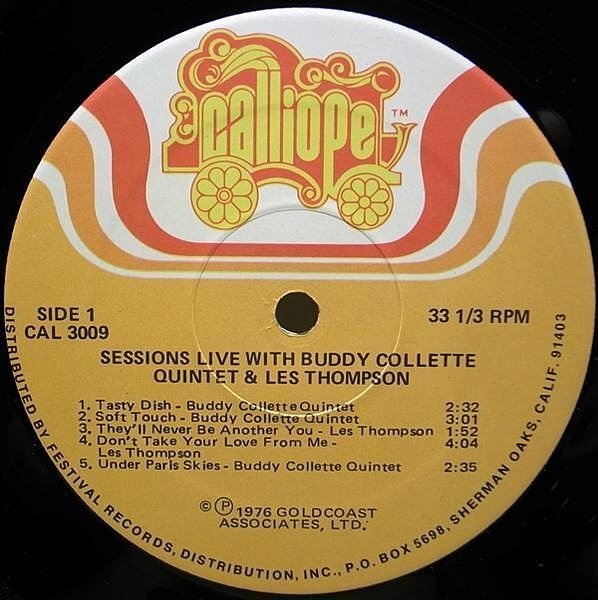 calliope TM
SIDE 1
CAL 3009
33 1/3 RPM
SESSIONS LIVE WITH BUDDY COLLETTE
QUINTET & LES THOMPSON
1. Tasty Dish - Buddy Collette Quintet 2:32
2. Soft Touch - Buddy Collette Quintet 3:01
3. They'll Never Be Another You - Les Thompson 1:52
4. Don't Take Your Love From Me - 4:04
Les Thompson
5. Under Paris Skies - Buddy Collette Quintet 2:35
© ℗ 1976 GOLDCOAST
ASSOCIATES, LTD.
DISTRIBUTED BY FESTIVAL RECORDS, DISTRIBUTION, INC., P.O. BOX 5698, SHERMAN OAKS, CALIF. 91403